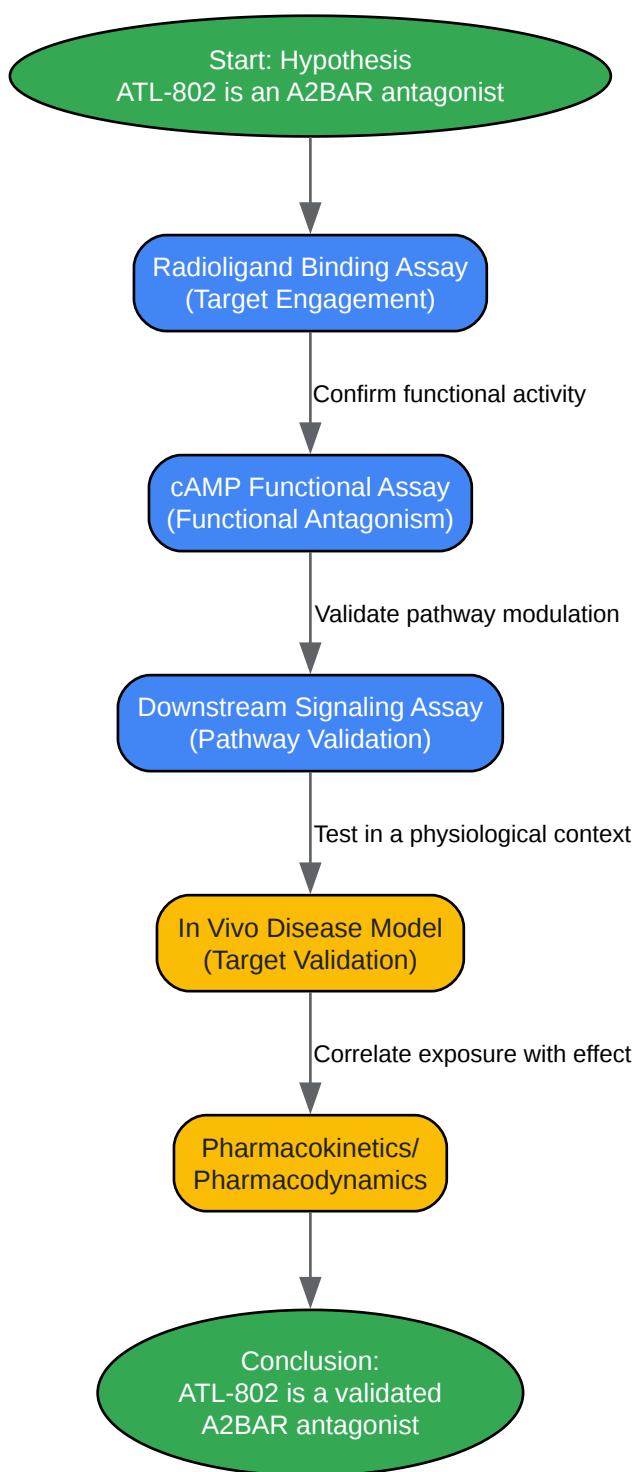 Start: Hypothesis
ATL-802 is an A2BAR antagonist
Radioligand Binding Assay
(Target Engagement)
Confirm functional activity
cAMP Functional Assay
(Functional Antagonism)
Validate pathway modulation
Downstream Signaling Assay
(Pathway Validation)
Test in a physiological context
In Vivo Disease Model
(Target Validation)
Correlate exposure with effect
Pharmacokinetics/
Pharmacodynamics
Conclusion:
ATL-802 is a validated
A2BAR antagonist